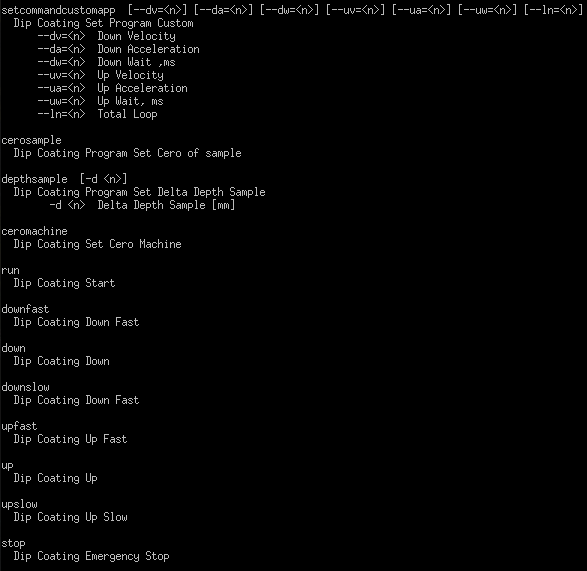 setcommandcustomapp  [--dv=<n>] [--da=<n>] [--dw=<n>] [--uv=<n>] [--ua=<n>] [--uw=<n>] [--ln=<n>]
  Dip Coating Set Program Custom
      --dv=<n>  Down Velocity
      --da=<n>  Down Acceleration
      --dw=<n>  Down Wait ,ms
      --uv=<n>  Up Velocity
      --ua=<n>  Up Acceleration
      --uw=<n>  Up Wait, ms
      --ln=<n>  Total Loop

cerosample
  Dip Coating Program Set Cero of sample

depthsample  [-d <n>]
  Dip Coating Program Set Delta Depth Sample
        -d <n>  Delta Depth Sample [mm]

ceromachine
  Dip Coating Set Cero Machine

run
  Dip Coating Start

downfast
  Dip Coating Down Fast

down
  Dip Coating Down

downslow
  Dip Coating Down Fast

upfast
  Dip Coating Up Fast

up
  Dip Coating Up

upslow
  Dip Coating Up Slow

stop
  Dip Coating Emergency Stop